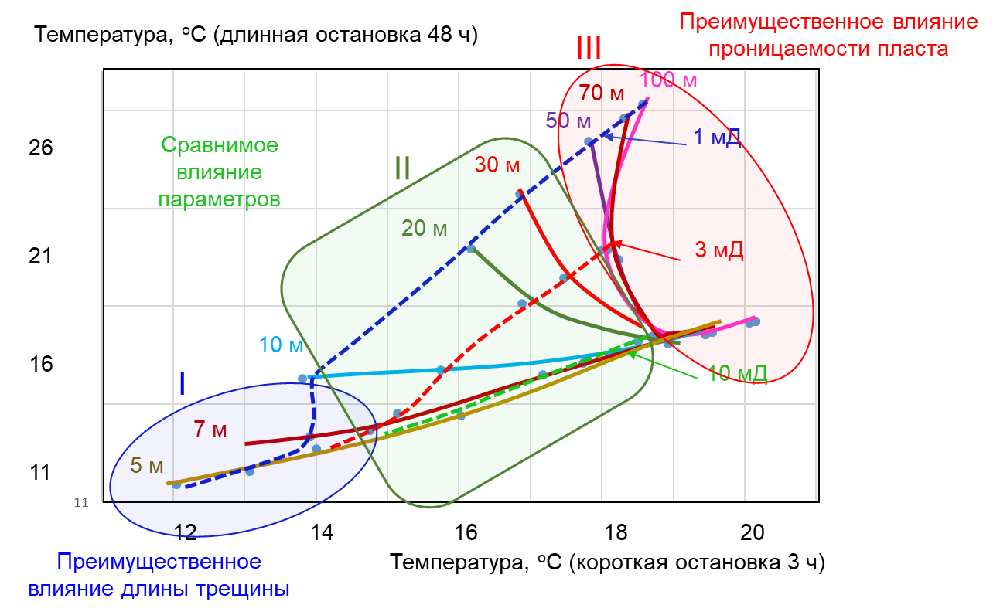 Температура, ᵒС (длинная остановка 48 ч)
Преимущественное влияние
проницаемости пласта
III
100 м
70 м
50 м
1 мД
26
Сравнимое
влияние
параметров
II
30 м
20 м
21
3 мД
10 м
16
10 мД
I
7 м
5 м
11
11
12
14
16
18
20
Преимущественное
влияние длины трещины
Температура, ᵒС (короткая остановка 3 ч)